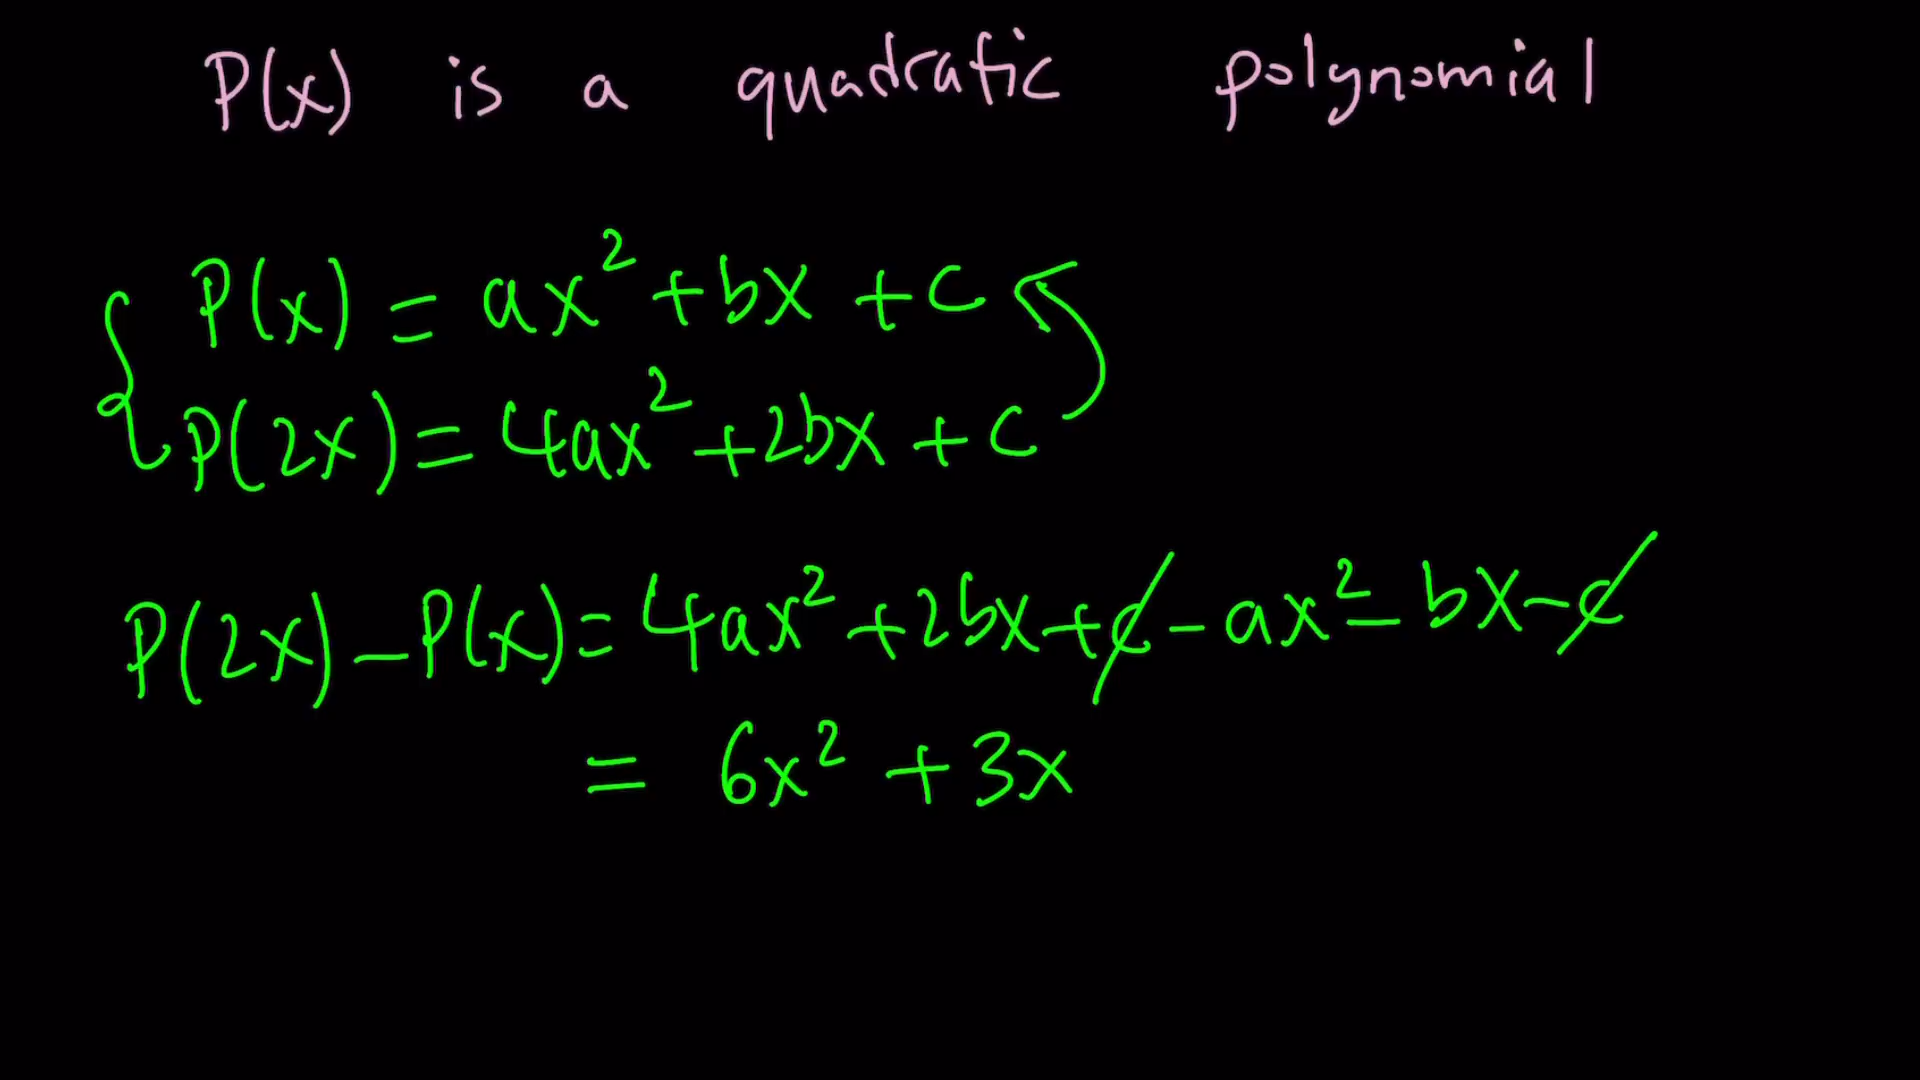 P(x) is a quadratic polynomial
P(x) = ax² + bx + c
P(2x) = 4ax² + 2bx + c
P(2x) - P(x) = 4ax² + 2bx + c - ax² - bx - c
= 6x² + 3x